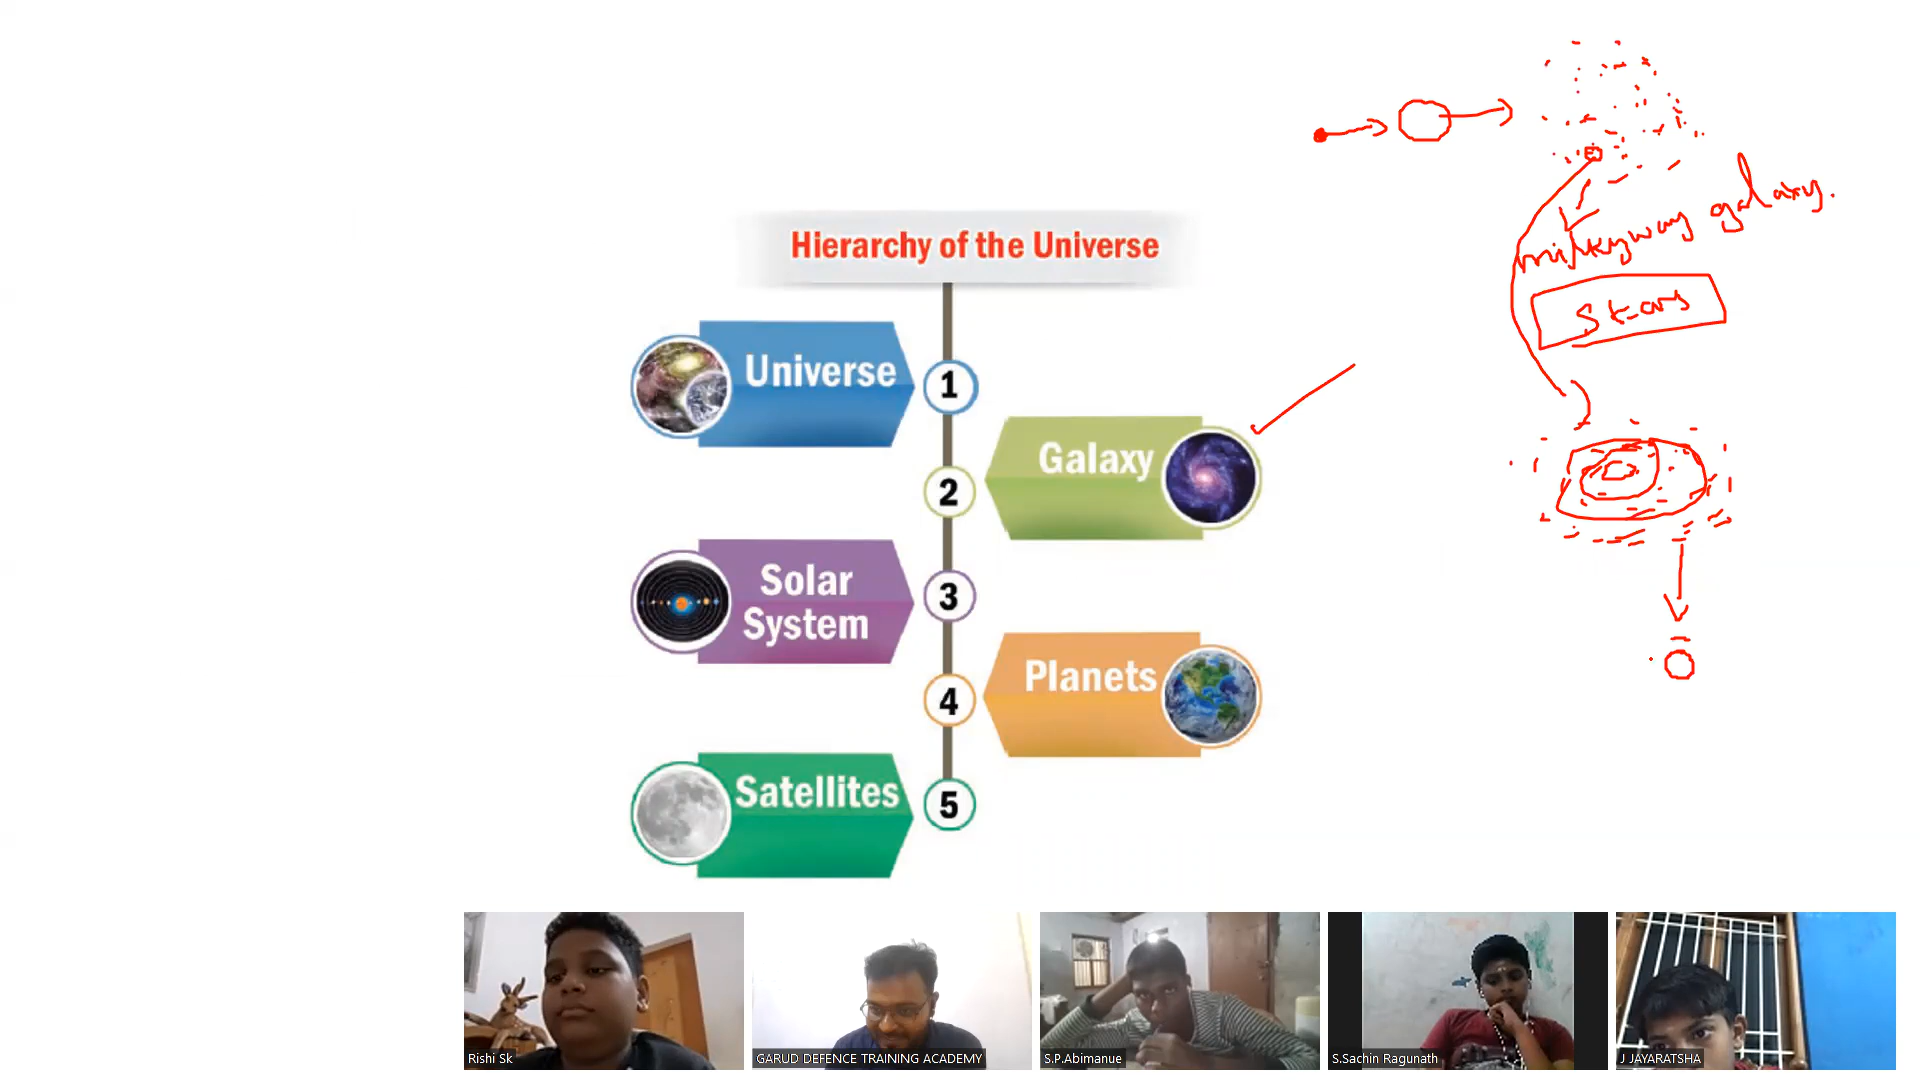 Hierarchy of the Universe
Universe
1
Galaxy
2
Solar
System
3
Planets
4
Satellites
5
milkyway galaxy.
Stars
Rishi Sk
GARUD DEFENCE TRAINING ACADEMY
S.P.Abimanue
S.Sachin Ragunath
J JAYARATSHA